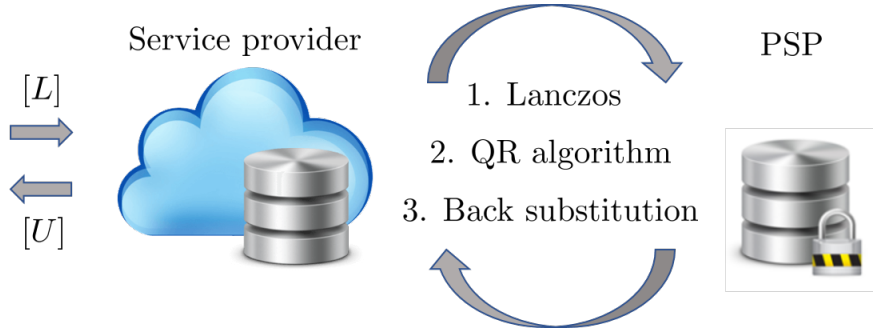 Service provider
PSP
[L]
1. Lanczos
2. QR algorithm
3. Back substitution
[U]